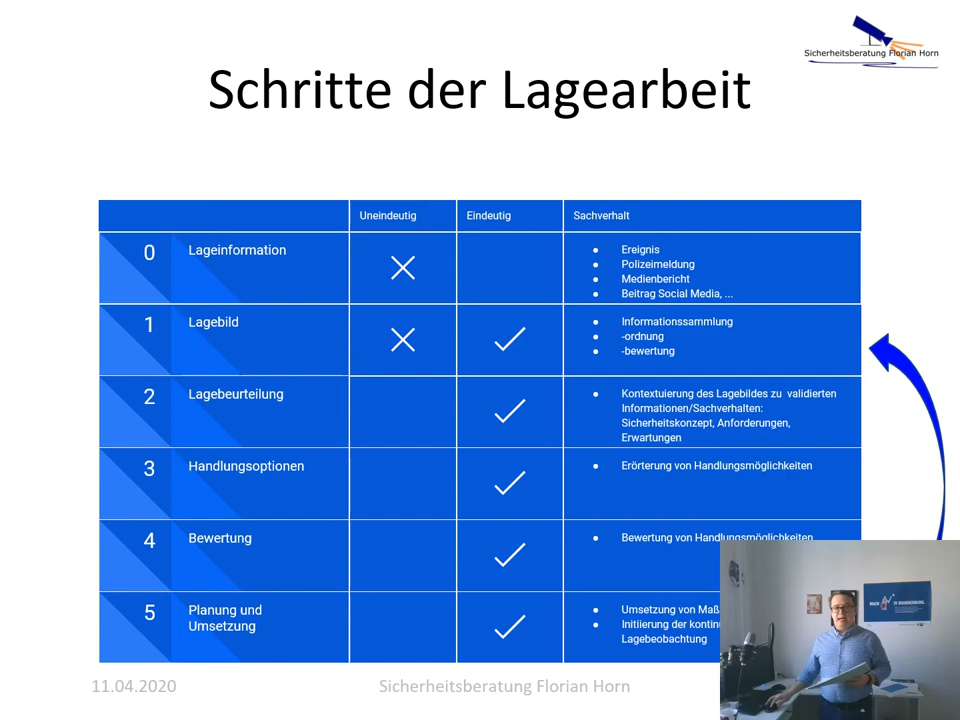 Sicherheitsberatung Florian Horn
Schritte der Lagearbeit
Uneindeutig Eindeutig Sachverhalt
0 Lageinformation
● Ereignis
● Polizeimeldung
● Medienbericht
● Beitrag Social Media, ...
1 Lagebild
● Informationssammlung
● -ordnung
● -bewertung
2 Lagebeurteilung
● Kontextuierung des Lagebildes zu validierten
Informationen/Sachverhalten:
Sicherheitskonzept, Anforderungen,
Erwartungen
3 Handlungsoptionen
● Erörterung von Handlungsmöglichkeiten
4 Bewertung
● Bewertung von Handlungsmöglichkeiten
5 Planung und
Umsetzung
● Umsetzung von Maß
● Initiierung der kontinu
Lagebeobachtung
11.04.2020 Sicherheitsberatung Florian Horn